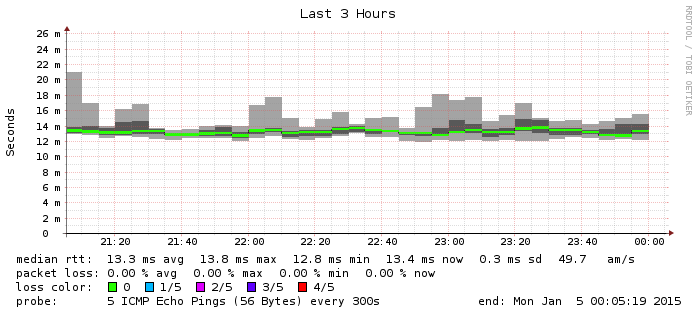 Last 3 Hours
RRDTOOL / TOBI OETIKER
Seconds
26 m
24 m
22 m
20 m
18 m
16 m
14 m
12 m
10 m
8 m
6 m
4 m
2 m
0
21:20 21:40 22:00 22:20 22:40 23:00 23:20 23:40 00:00
median rtt: 13.3 ms avg 13.8 ms max 12.8 ms min 13.4 ms now 0.3 ms sd 49.7 am/s
packet loss: 0.00 % avg 0.00 % max 0.00 % min 0.00 % now
loss color: 0 1/5 2/5 3/5 4/5
probe: 5 ICMP Echo Pings (56 Bytes) every 300s end: Mon Jan 5 00:05:19 2015